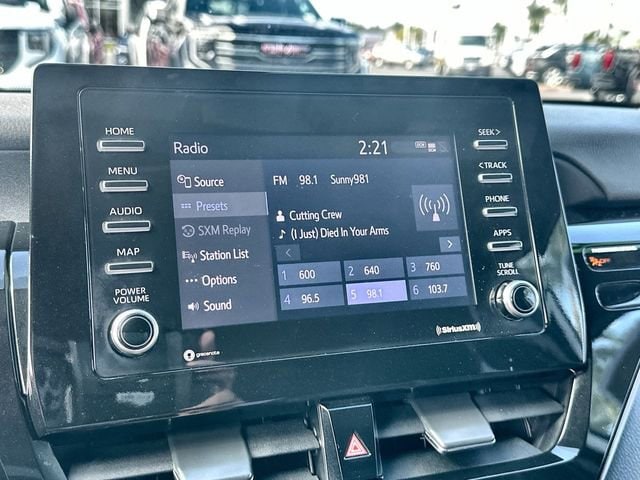 HOME
MENU
AUDIO
MAP
POWER
VOLUME
Radio
2:21
Source
Presets
SXM Replay
Station List
Options
Sound
FM 98.1 Sunny981
Cutting Crew
(I Just) Died In Your Arms
< >
1 600 2 640 3 760
4 96.5 5 98.1 6 103.7
SEEK >
< TRACK
PHONE
APPS
TUNE
SCROLL
gracenote
SiriusXM